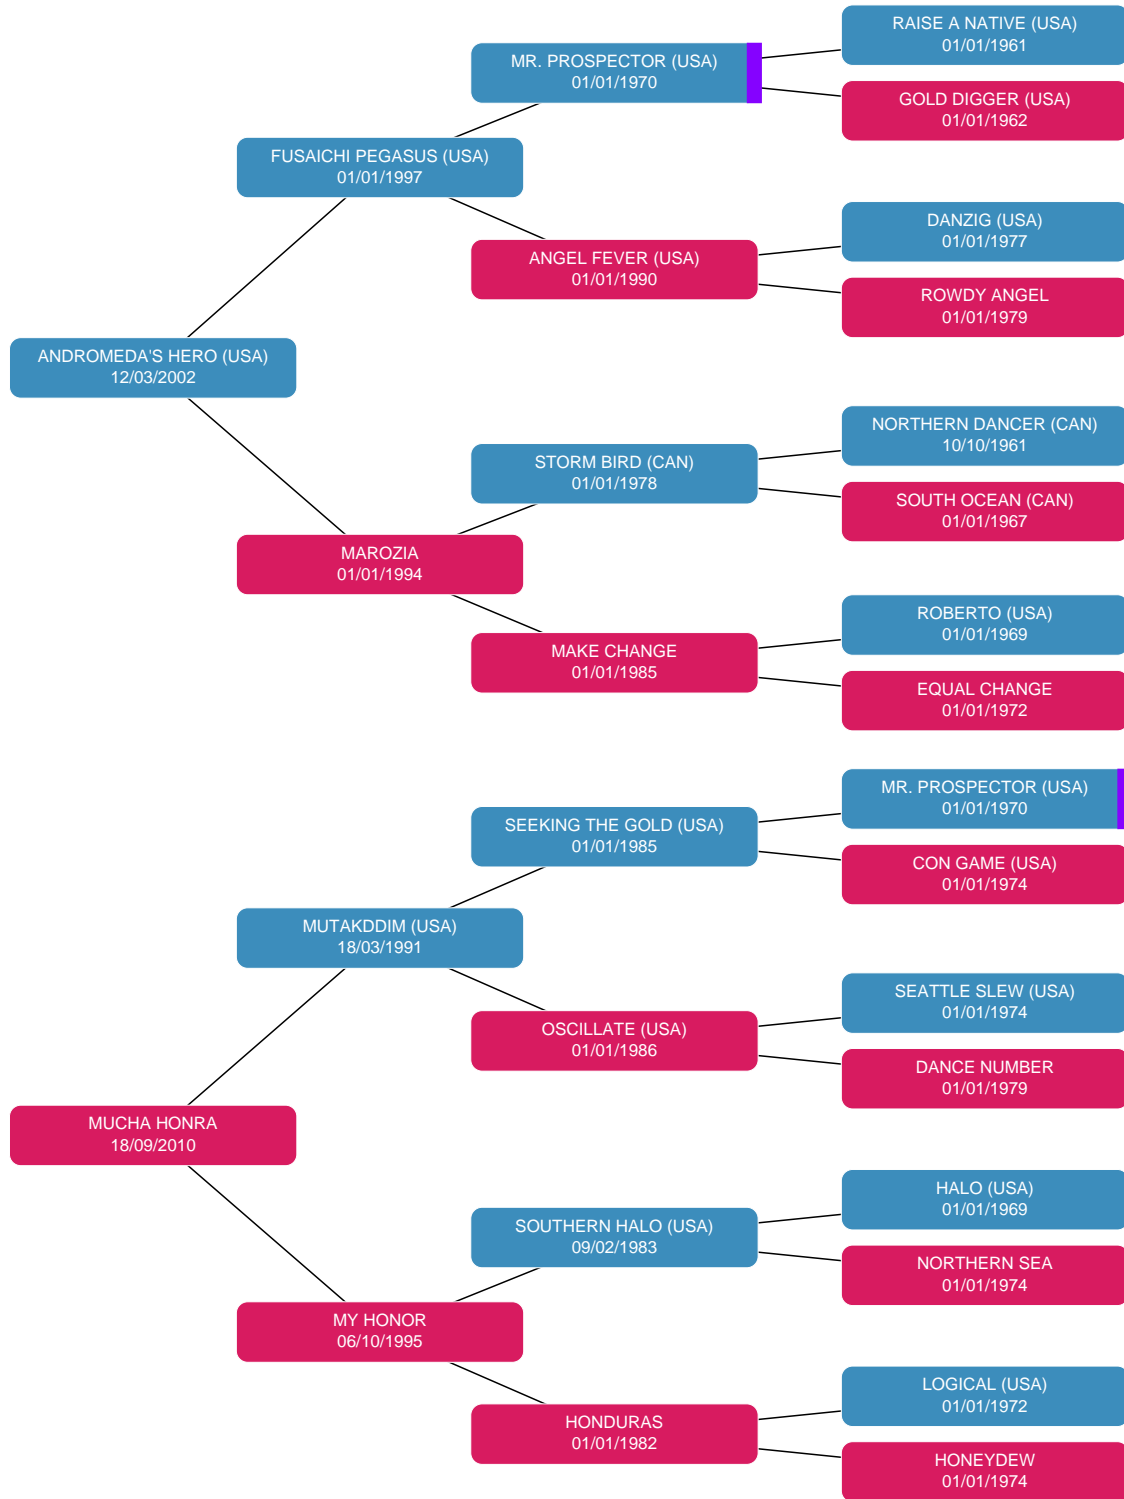 RAISE A NATIVE (USA)
01/01/1961
MR. PROSPECTOR (USA)
01/01/1970
GOLD DIGGER (USA)
01/01/1962
FUSAICHI PEGASUS (USA)
01/01/1997
DANZIG (USA)
01/01/1977
ANGEL FEVER (USA)
01/01/1990
ROWDY ANGEL
01/01/1979
ANDROMEDA'S HERO (USA)
12/03/2002
NORTHERN DANCER (CAN)
10/10/1961
STORM BIRD (CAN)
01/01/1978
SOUTH OCEAN (CAN)
01/01/1967
MAROZIA
01/01/1994
ROBERTO (USA)
01/01/1969
MAKE CHANGE
01/01/1985
EQUAL CHANGE
01/01/1972
MR. PROSPECTOR (USA)
01/01/1970
SEEKING THE GOLD (USA)
01/01/1985
CON GAME (USA)
01/01/1974
MUTAKDDIM (USA)
18/03/1991
SEATTLE SLEW (USA)
01/01/1974
OSCILLATE (USA)
01/01/1986
DANCE NUMBER
01/01/1979
MUCHA HONRA
18/09/2010
HALO (USA)
01/01/1969
SOUTHERN HALO (USA)
09/02/1983
NORTHERN SEA
01/01/1974
MY HONOR
06/10/1995
LOGICAL (USA)
01/01/1972
HONDURAS
01/01/1982
HONEYDEW
01/01/1974